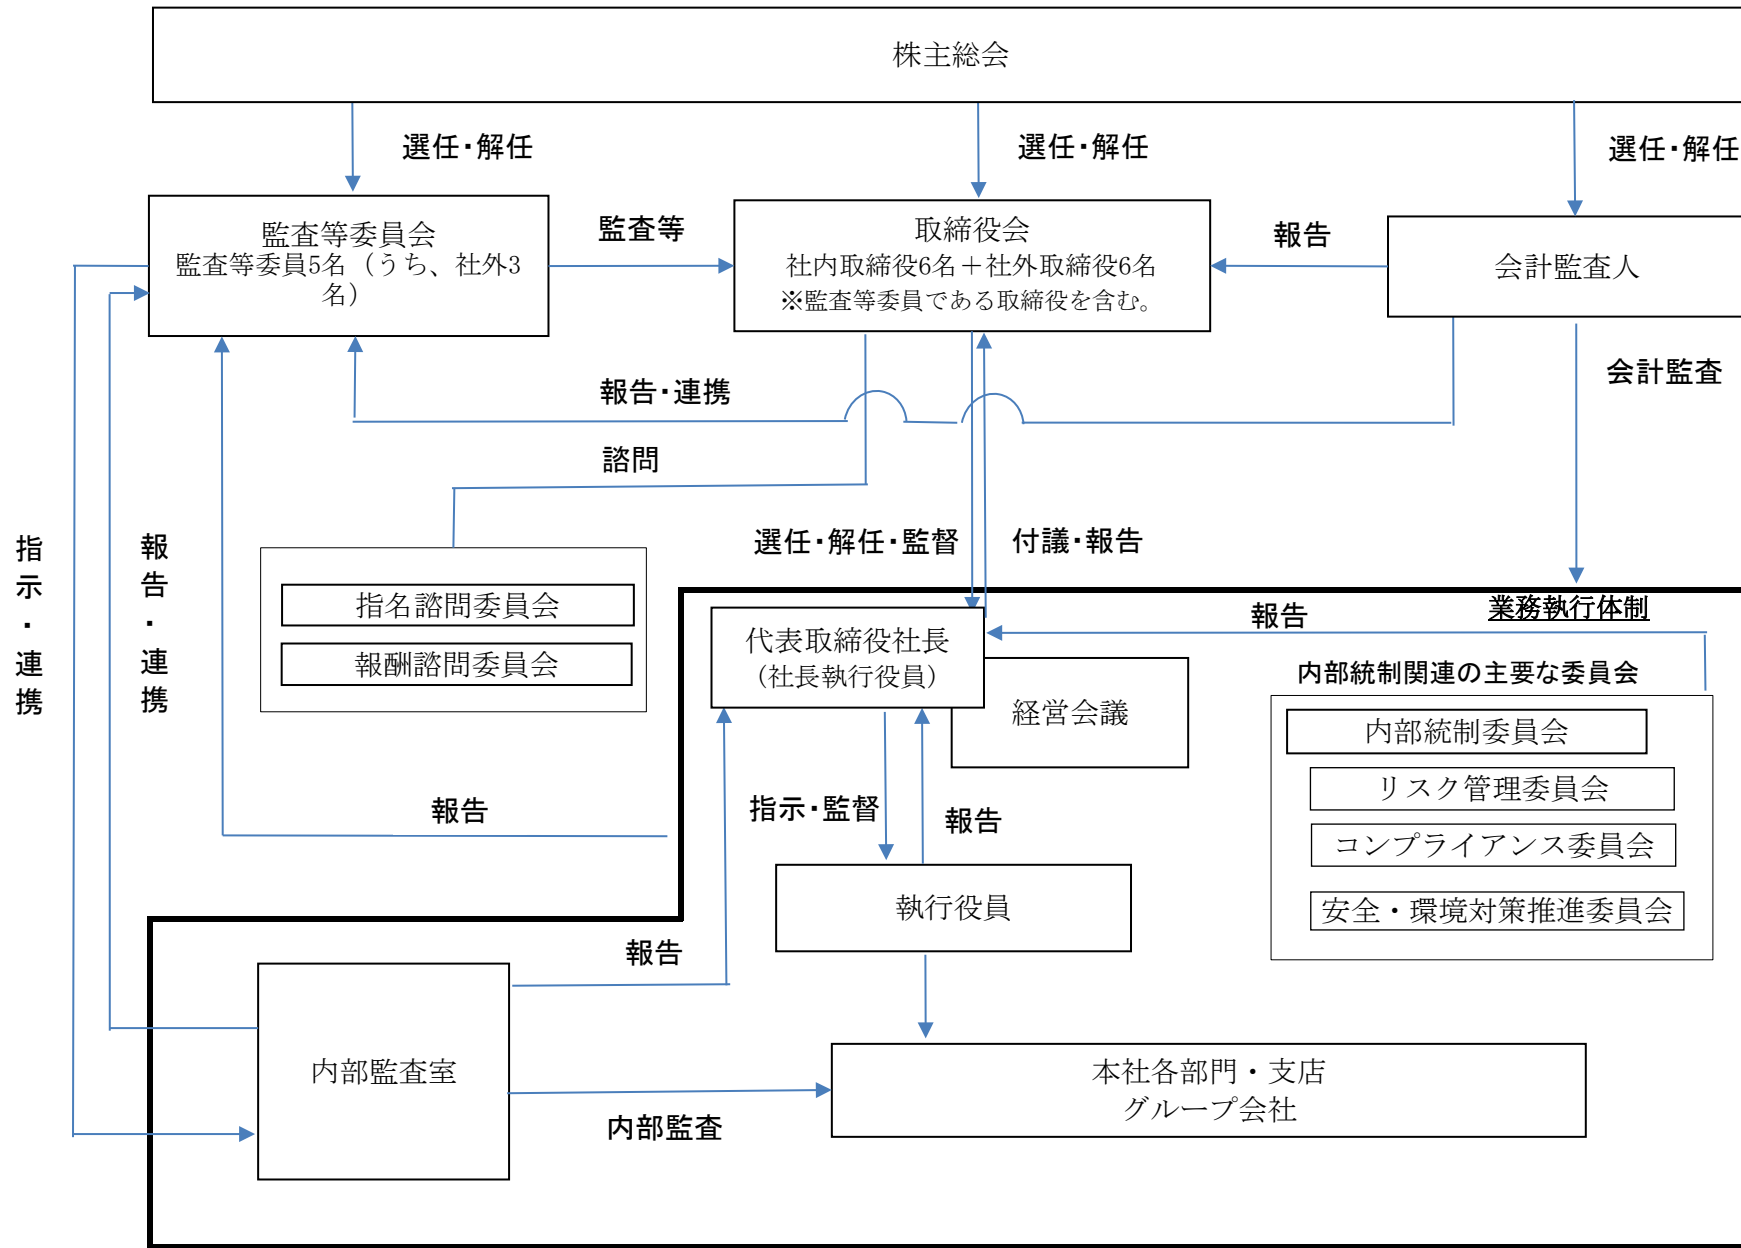 株主総会
選任・解任
選任・解任
選任・解任
監査等委員会
監査等委員5名（うち、社外3
名）
監査等
取締役会
社内取締役6名＋社外取締役6名
※監査等委員である取締役を含む。
報告
会計監査人
報告・連携
会計監査
諮問
指示・連携
報告・連携
選任・解任・監督
付議・報告
指名諮問委員会
報酬諮問委員会
業務執行体制
報告
代表取締役社長
（社長執行役員）
経営会議
内部統制関連の主要な委員会
内部統制委員会
リスク管理委員会
コンプライアンス委員会
安全・環境対策推進委員会
報告
指示・監督
報告
執行役員
報告
内部監査室
内部監査
本社各部門・支店
グループ会社